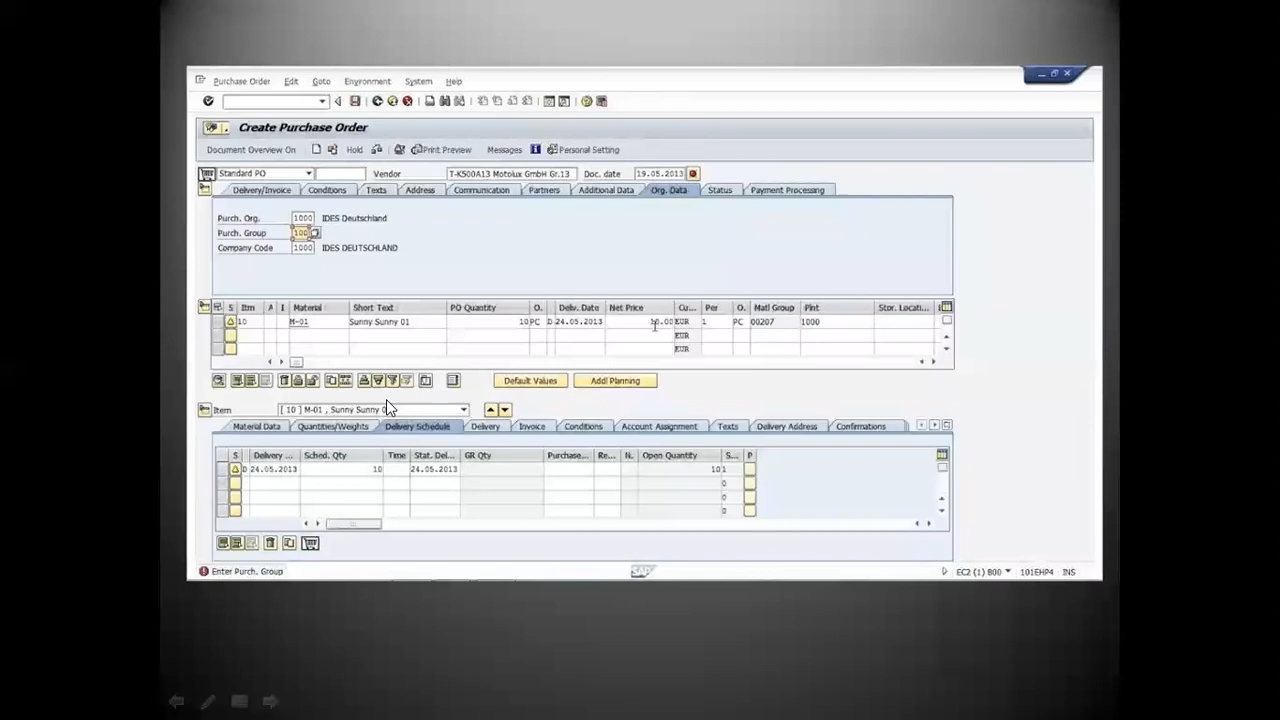 Purchase Order Edit Goto Environment System Help
Create Purchase Order
Document Overview On Hold Print Preview Messages Personal Setting
Standard PO Vendor T-K500A13 Motolux GmbH Gr.13 Doc. date 19.05.2013
Delivery/Invoice Conditions Texts Address Communication Partners Additional Data Org. Data Status Payment Processing
Purch. Org. 1000 IDES Deutschland
Purch. Group 100
Company Code 1000 IDES DEUTSCHLAND
S Itm A I Material Short Text PO Quantity O. Deliv. Date Net Price Cu... Per O. Matl Group Plnt Stor. Locati...
10 M-01 Sunny Sunny 01 10 PC D 24.05.2013 10.00 EUR 1 PC 00207 1000
EUR
EUR
Default Values Addl Planning
Item [ 10 ] M-01 , Sunny Sunny
Material Data Quantities/Weights Delivery Schedule Delivery Invoice Conditions Account Assignment Texts Delivery Address Confirmations
S Delivery ... Sched. Qty Time Stat. Del... GR Qty Purchase... Re... N. Open Quantity S... P
D 24.05.2013 10 24.05.2013 10 1
0
0
0
Enter Purch. Group SAP EC2 (1) 800 101EHP4 INS